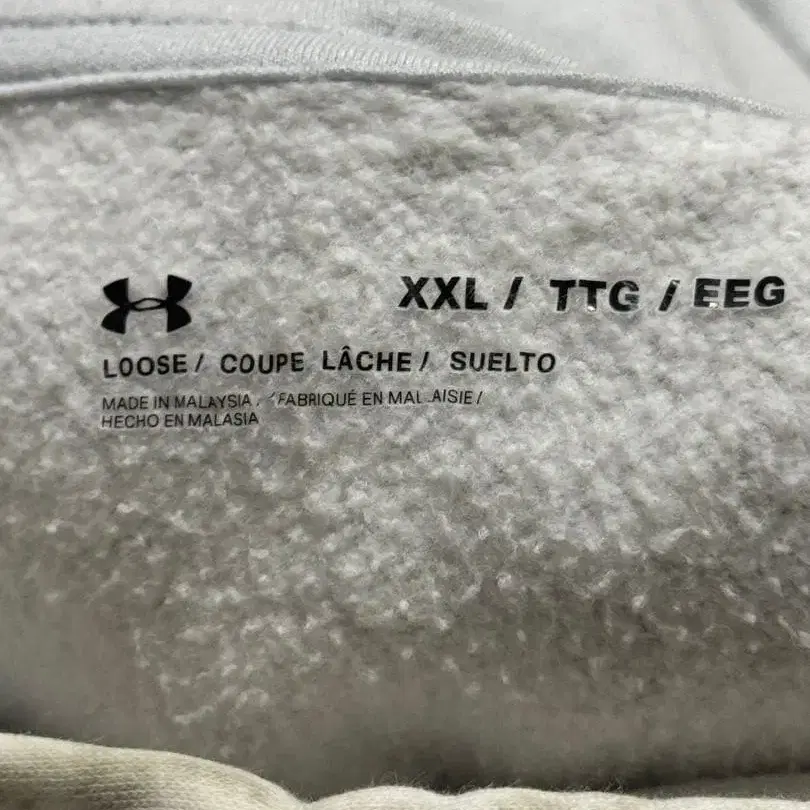 XXL / TTG / EEG
LOOSE / COUPE LÂCHE / SUELTO
MADE IN MALAYSIA / FABRIQUÉ EN MALAISIE /
HECHO EN MALASIA